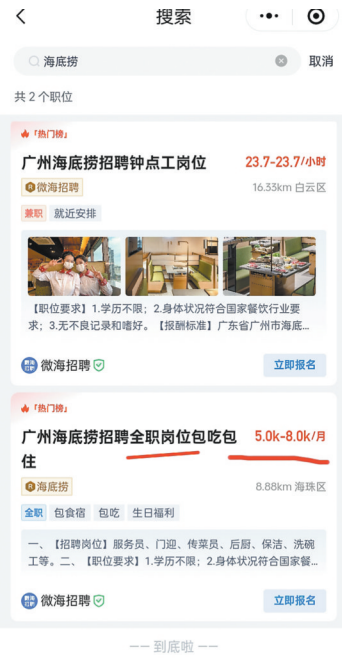 搜索
海底捞
取消
共2个职位
「热门榜」
广州海底捞招聘钟点工岗位
23.7-23.7/小时
微海招聘
16.33km 白云区
兼职 就近安排
【职位要求】1.学历不限；2.身体状况符合国家餐饮行业要
求；3.无不良记录和嗜好。【报酬标准】广东省广州市海底...
微海招聘
立即报名
「热门榜」
广州海底捞招聘全职岗位包吃包
住
5.0k-8.0k/月
海底捞
8.88km 海珠区
全职 包食宿 包吃 生日福利
一、【招聘岗位】服务员、门迎、传菜员、后厨、保洁、洗碗
工等。二、【职位要求】1.学历不限；2.身体状况符合国家餐...
微海招聘
立即报名
—— 到底啦 ——